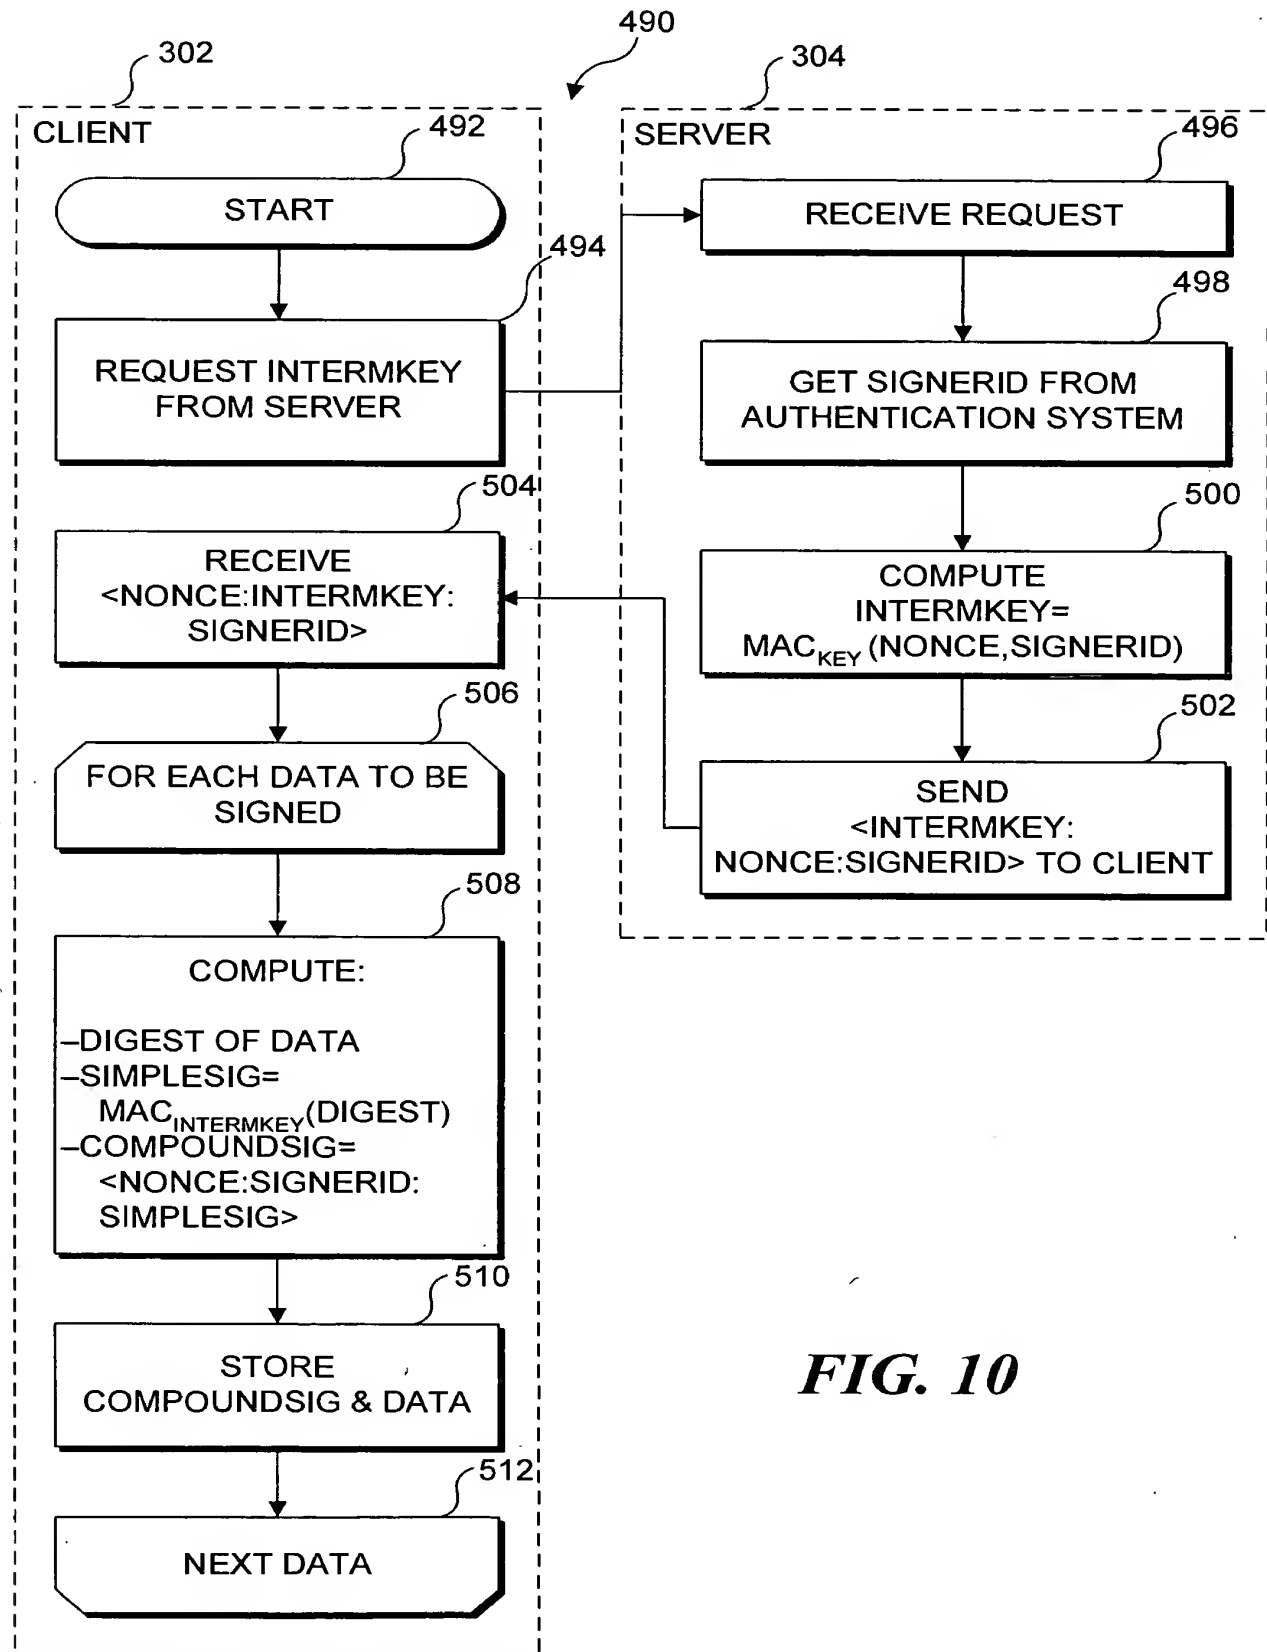 490
302
304
CLIENT
492
START
494
REQUEST INTERMKEY
FROM SERVER
504
RECEIVE
<NONCE:INTERMKEY:
SIGNERID>
506
FOR EACH DATA TO BE
SIGNED
508
COMPUTE:
–DIGEST OF DATA
–SIMPLESIG=
MAC_INTERMKEY(DIGEST)
–COMPOUNDSIG=
<NONCE:SIGNERID:
SIMPLESIG>
510
STORE
COMPOUNDSIG & DATA
512
NEXT DATA
SERVER
496
RECEIVE REQUEST
498
GET SIGNERID FROM
AUTHENTICATION SYSTEM
500
COMPUTE
INTERMKEY=
MAC_KEY (NONCE,SIGNERID)
502
SEND
<INTERMKEY:
NONCE:SIGNERID> TO CLIENT
FIG. 10